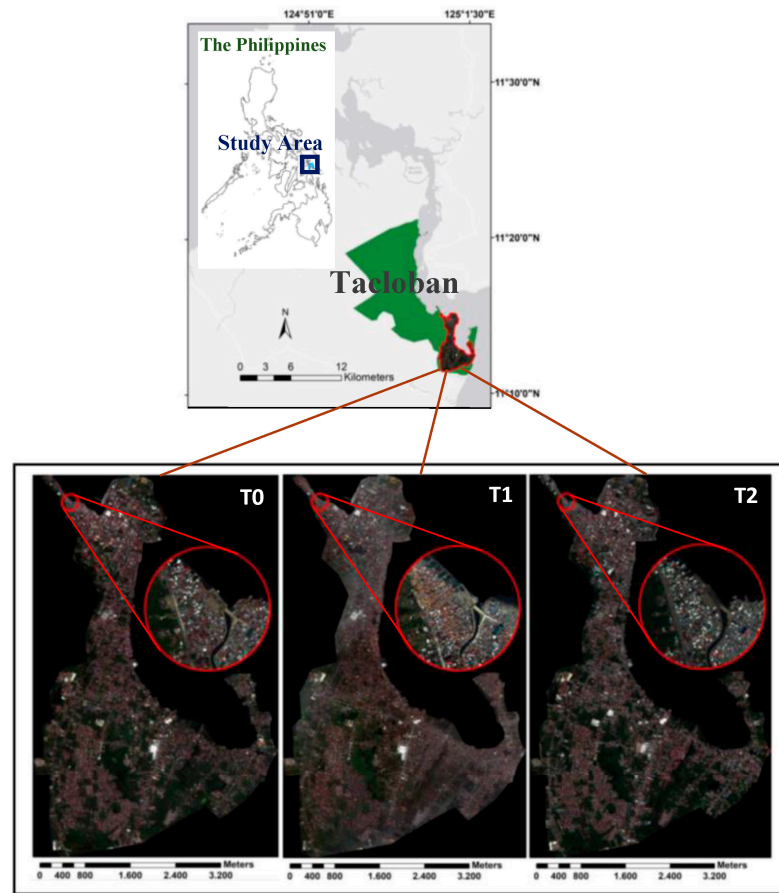 124°51'0"E 125°1'30"E
The Philippines
Study Area
11°30'0"N
11°20'0"N
Tacloban
N
0 3 6 12
Kilometers
11°10'0"N
T0 T1 T2
Meters Meters Meters
0 400 800 1.600 2.400 3.200 0 400 800 1.600 2.400 3.200 0 400 800 1.600 2.400 3.200